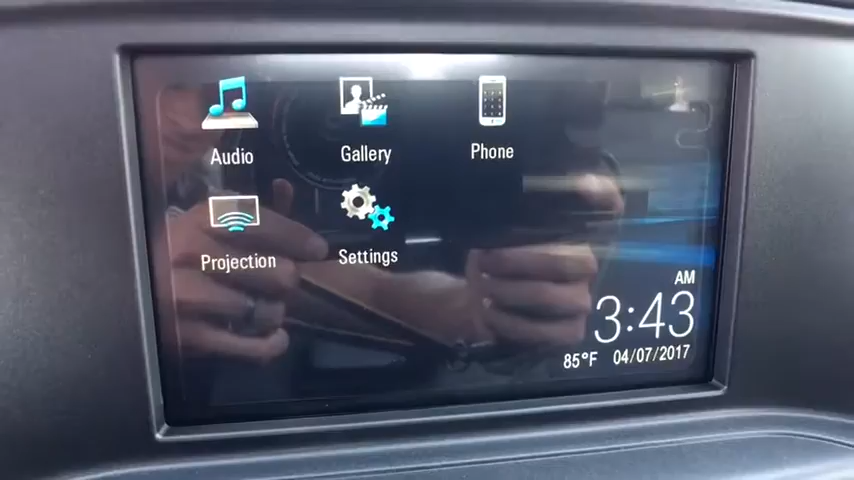 Audio
Gallery
Phone
Projection
Settings
AM
3:43
85°F 04/07/2017